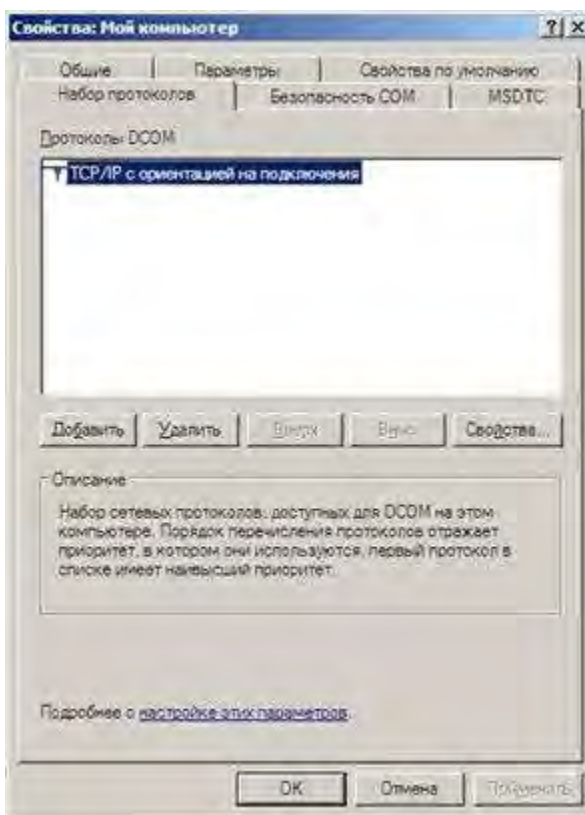 Свойства: Мой компьютер
Общие Параметры Свойства по умолчанию
Набор протоколов Безопасность COM MSDTC
Протоколы DCOM
TCP/IP с ориентацией на подключения
Добавить Удалить Вверх Вниз Свойства...
Описание
Набор сетевых протоколов, доступных для DCOM на этом
компьютере. Порядок перечисления протоколов отражает
приоритет, в котором они используются, первый протокол в
списке имеет наивысший приоритет.
Подробнее о настройке этих параметров.
OK Отмена Применить